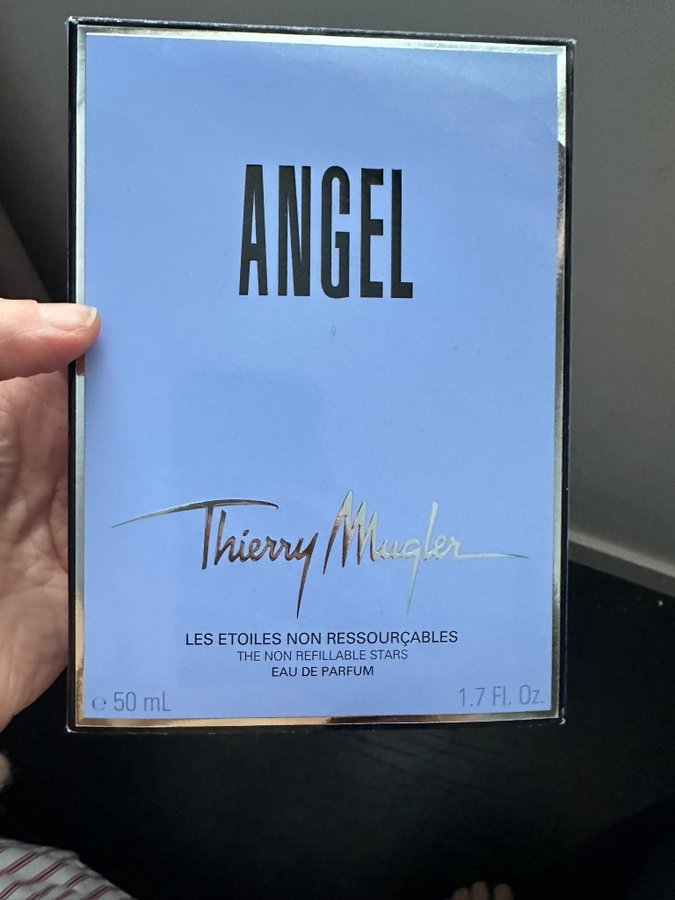 ANGEL
Thierry Mugler
LES ETOILES NON RESSOURÇABLES
THE NON REFILLABLE STARS
EAU DE PARFUM
℮ 50 mL 1.7 Fl. Oz.